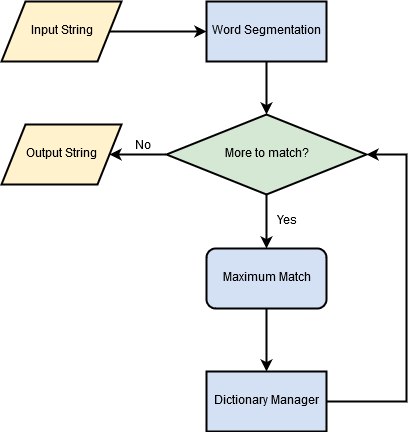 Input String
Word Segmentation
More to match?
No
Output String
Yes
Maximum Match
Dictionary Manager